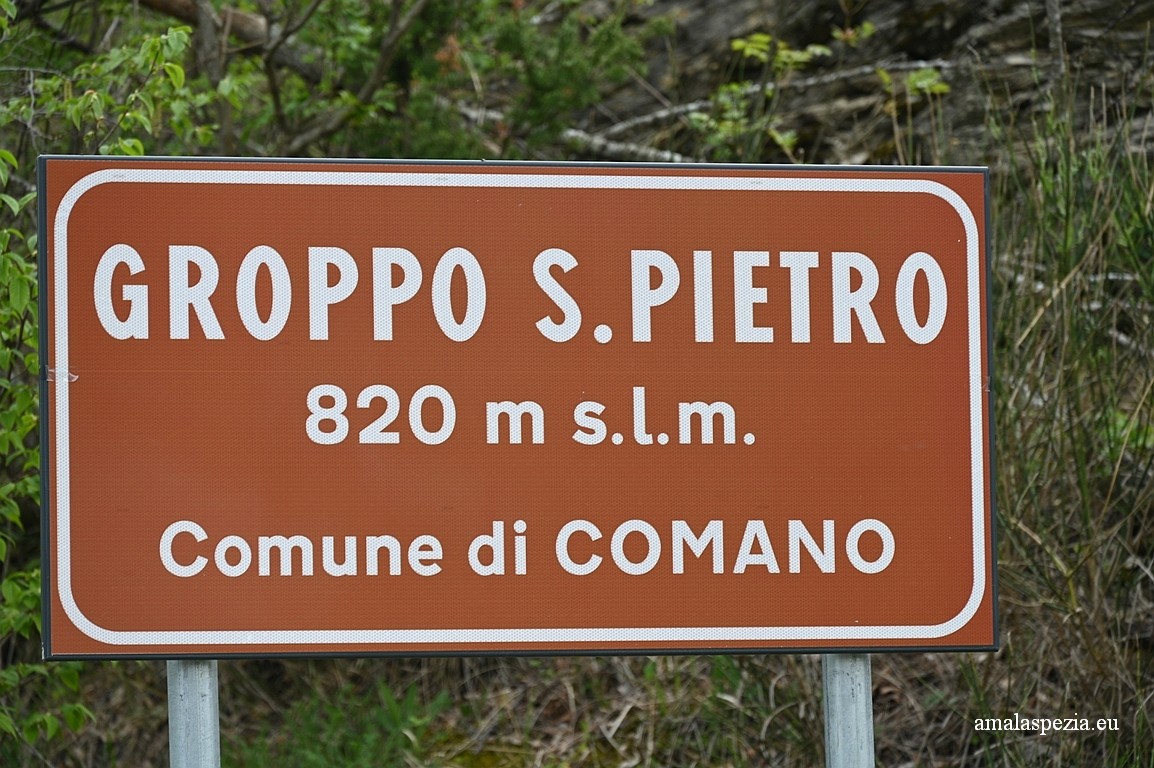 GROPPO S.PIETRO
820 m s.l.m.
Comune di COMANO
amalaspezia.eu